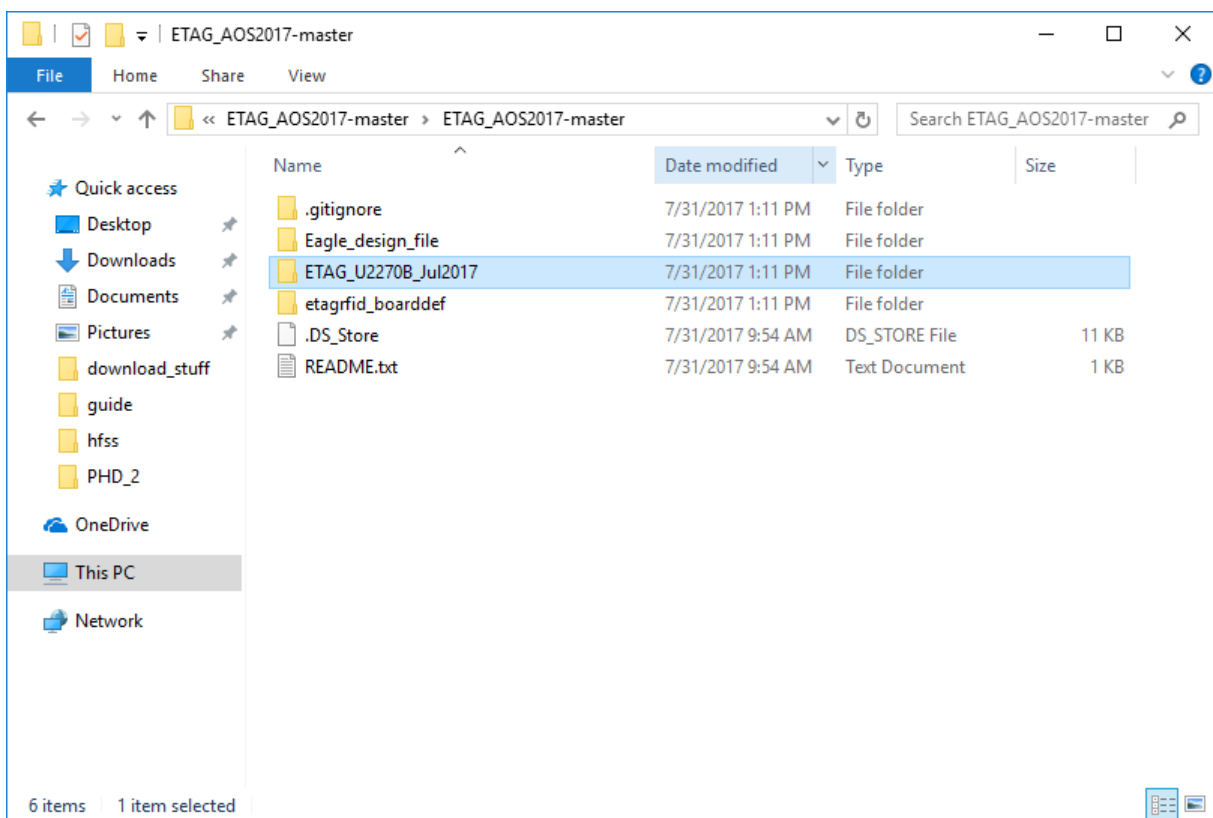 ETAG_AOS2017-master
File Home Share View
« ETAG_AOS2017-master › ETAG_AOS2017-master Search ETAG_AOS2017-master
Name Date modified Type Size
Quick access
Desktop
Downloads
Documents
Pictures
download_stuff
guide
hfss
PHD_2
OneDrive
This PC
Network
.gitignore 7/31/2017 1:11 PM File folder
Eagle_design_file 7/31/2017 1:11 PM File folder
ETAG_U2270B_Jul2017 7/31/2017 1:11 PM File folder
etagrfid_boarddef 7/31/2017 1:11 PM File folder
.DS_Store 7/31/2017 9:54 AM DS_STORE File 11 KB
README.txt 7/31/2017 9:54 AM Text Document 1 KB
6 items 1 item selected